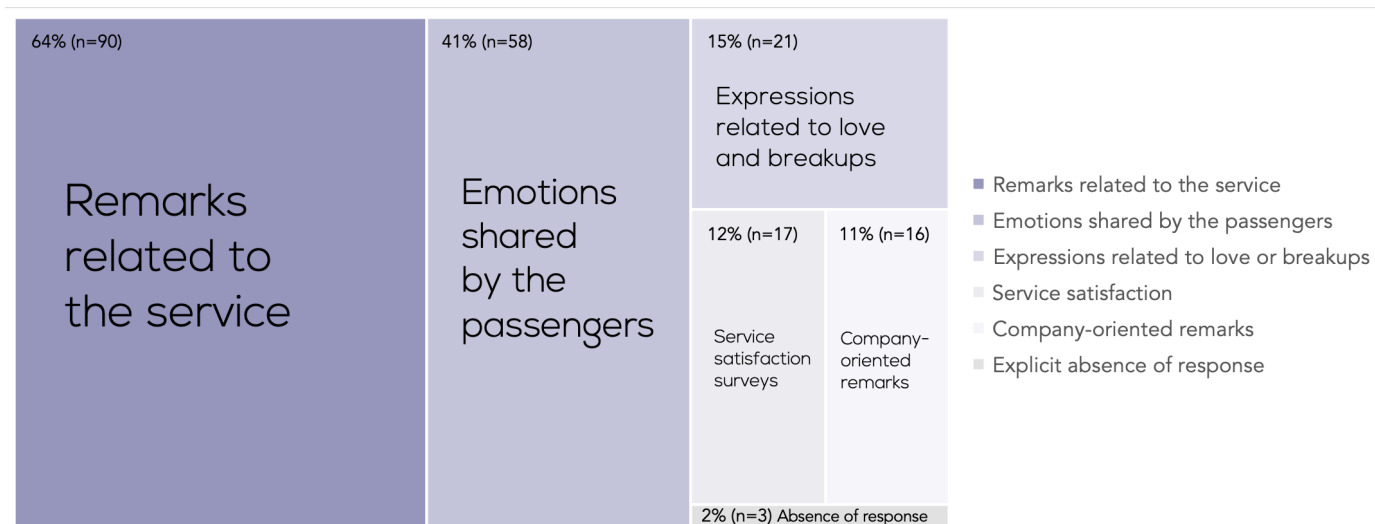 64% (n=90)
Remarks
related to
the service
41% (n=58)
Emotions
shared
by the
passengers
15% (n=21)
Expressions
related to love
and breakups
12% (n=17)
Service
satisfaction
surveys
11% (n=16)
Company-
oriented
remarks
2% (n=3) Absence of response
Remarks related to the service
Emotions shared by the passengers
Expressions related to love or breakups
Service satisfaction
Company-oriented remarks
Explicit absence of response